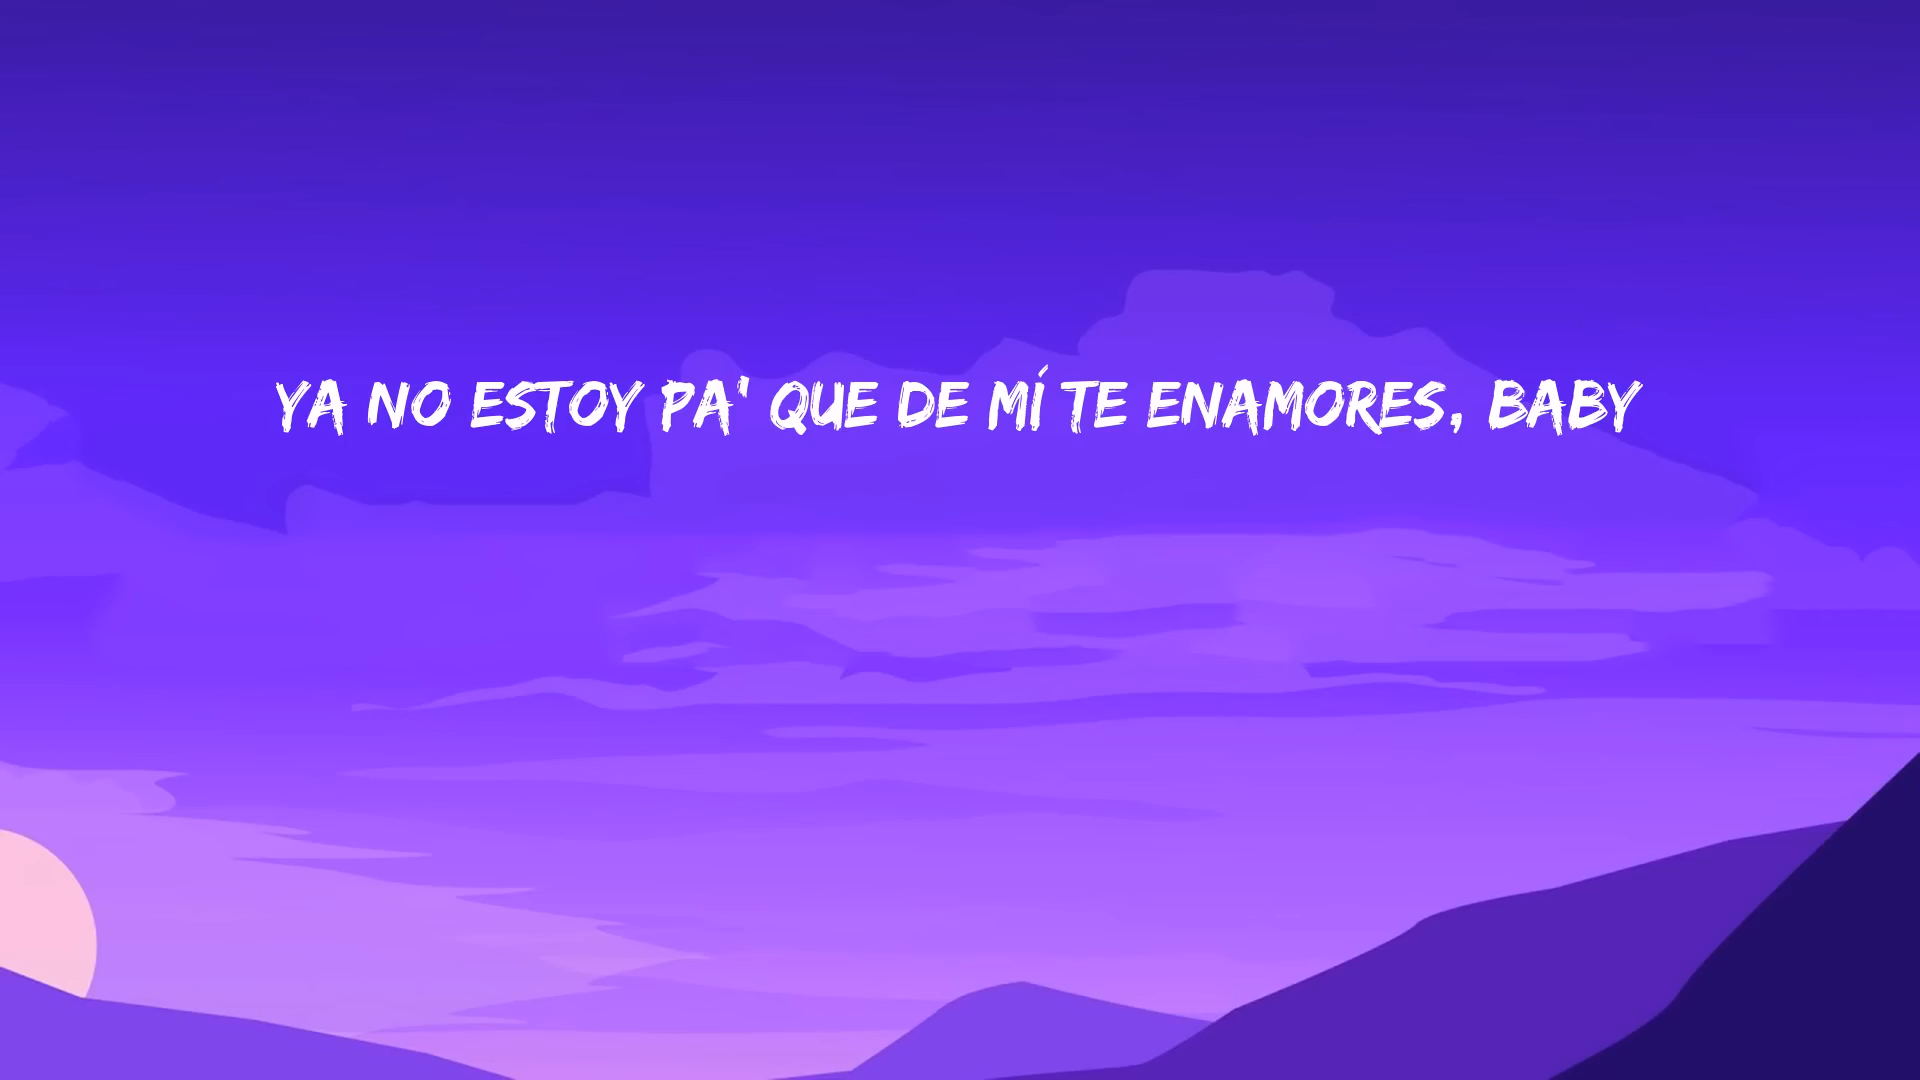 YA NO ESTOY PA' QUE DE MÍ TE ENAMORES, BABY